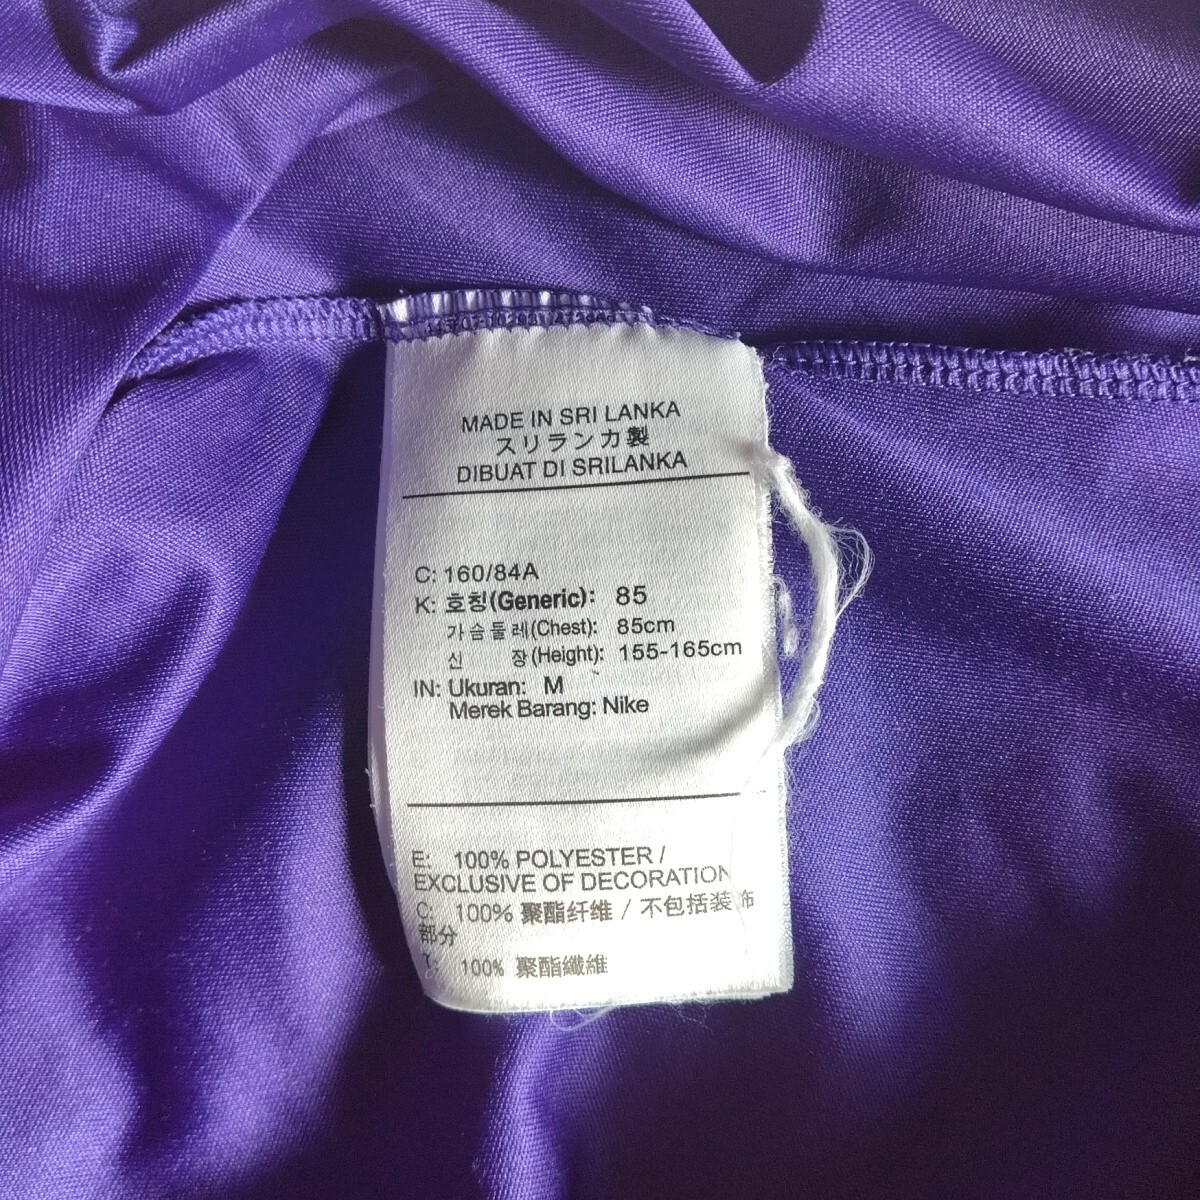 MADE IN SRI LANKA
スリランカ製
DIBUAT DI SRILANKA
C: 160/84A
K: 호칭(Generic): 85
가슴둘레(Chest): 85cm
신 장(Height): 155-165cm
IN: Ukuran: M
Merek Barang: Nike
E: 100% POLYESTER /
EXCLUSIVE OF DECORATION
C: 100% 聚酯纤维 / 不包括装饰
部分
T: 100% 聚酯纖維